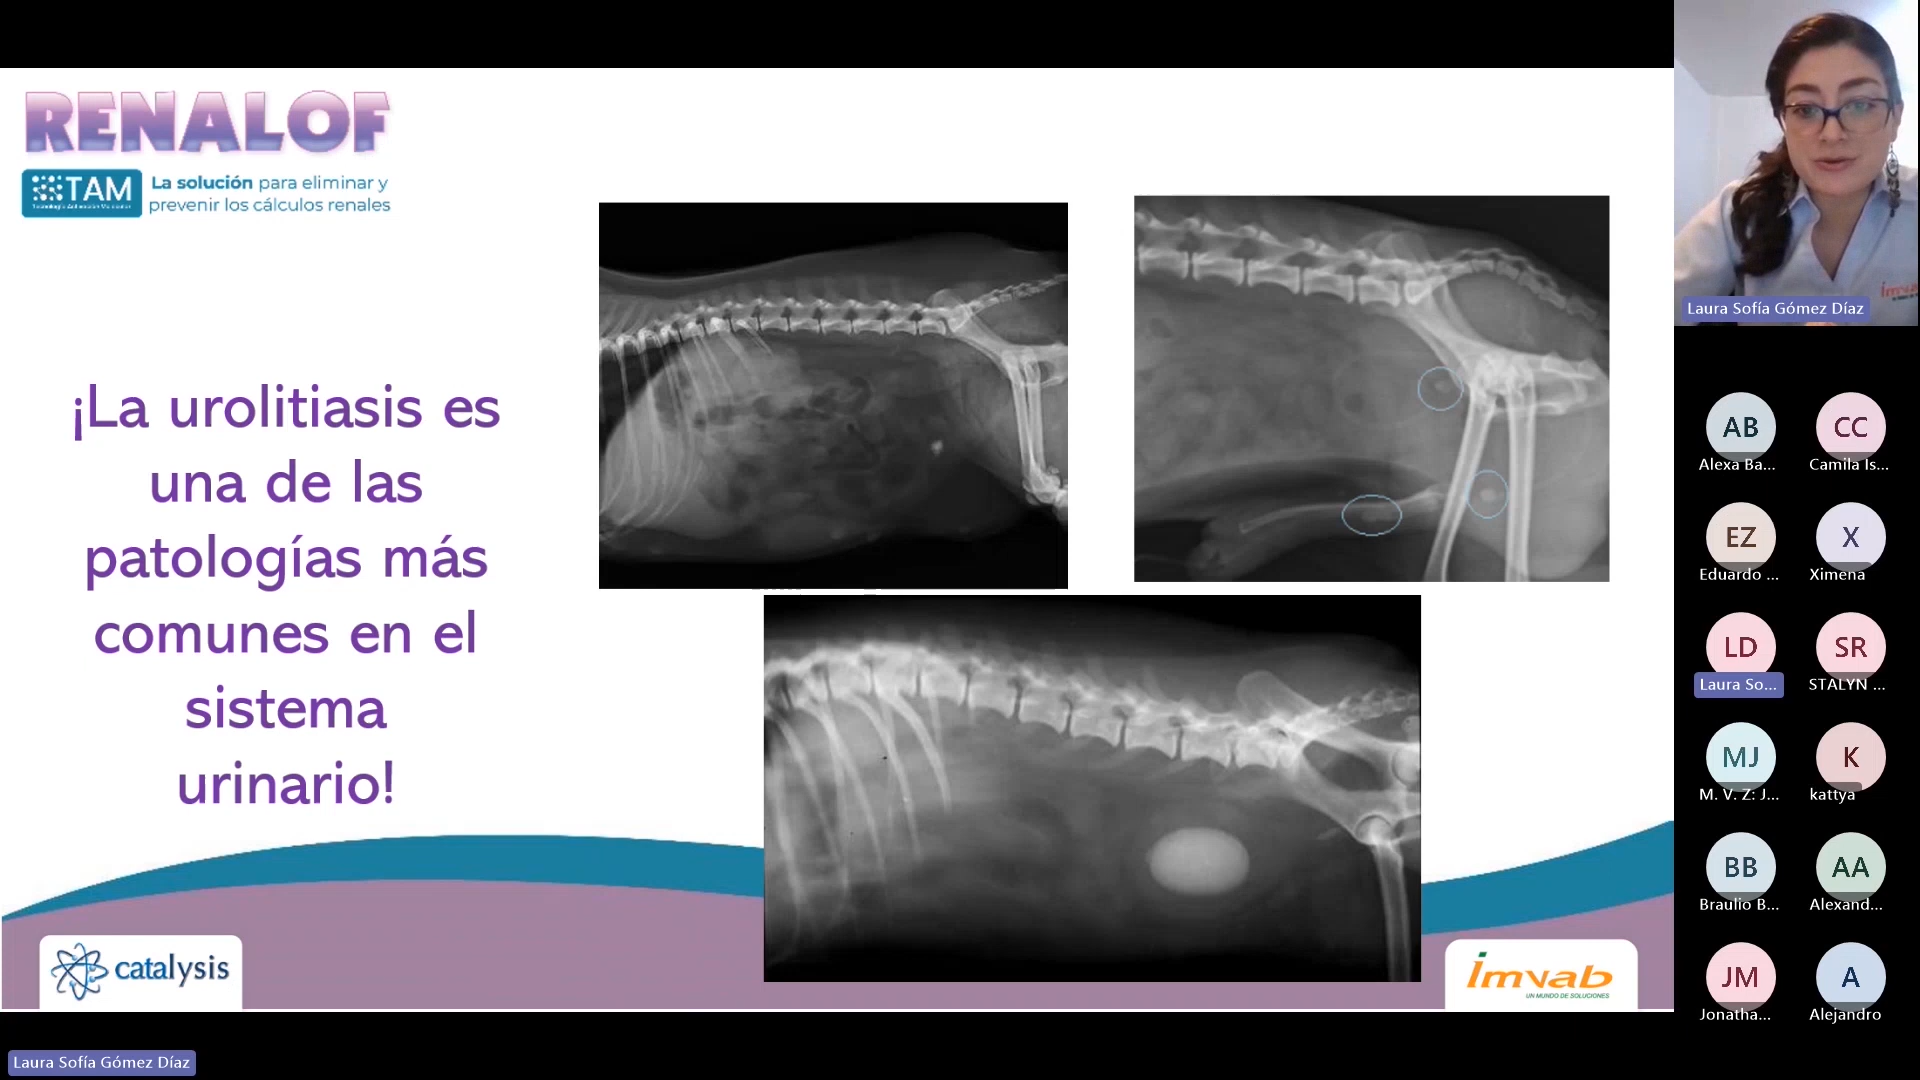 RENALOF
TAM
La solución para eliminar y
prevenir los cálculos renales
¡La urolitiasis es
una de las
patologías más
comunes en el
sistema
urinario!
catalysis
imvab
UN MUNDO DE SOLUCIONES
Laura Sofía Gómez Díaz
Laura Sofía Gómez Díaz
AB
Alexa Ba...
CC
Camila Is...
EZ
Eduardo ...
X
Ximena
LD
Laura So...
SR
STALYN ...
MJ
M. V. Z: J...
K
kattya
BB
Braulio B...
AA
Alexand...
JM
Jonatha...
A
Alejandro